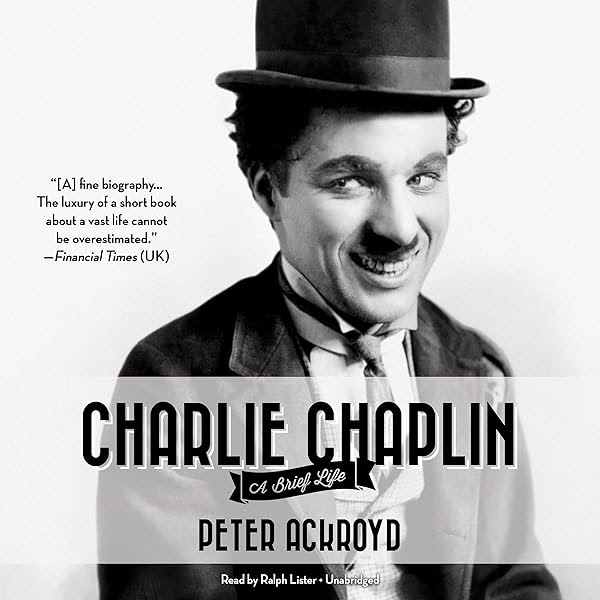 “[A] fine biography...
The luxury of a short book
about a vast life cannot
be overestimated.”
—Financial Times (UK)
CHARLIE CHAPLIN
A Brief Life
PETER ACKROYD
Read by Ralph Lister • Unabridged